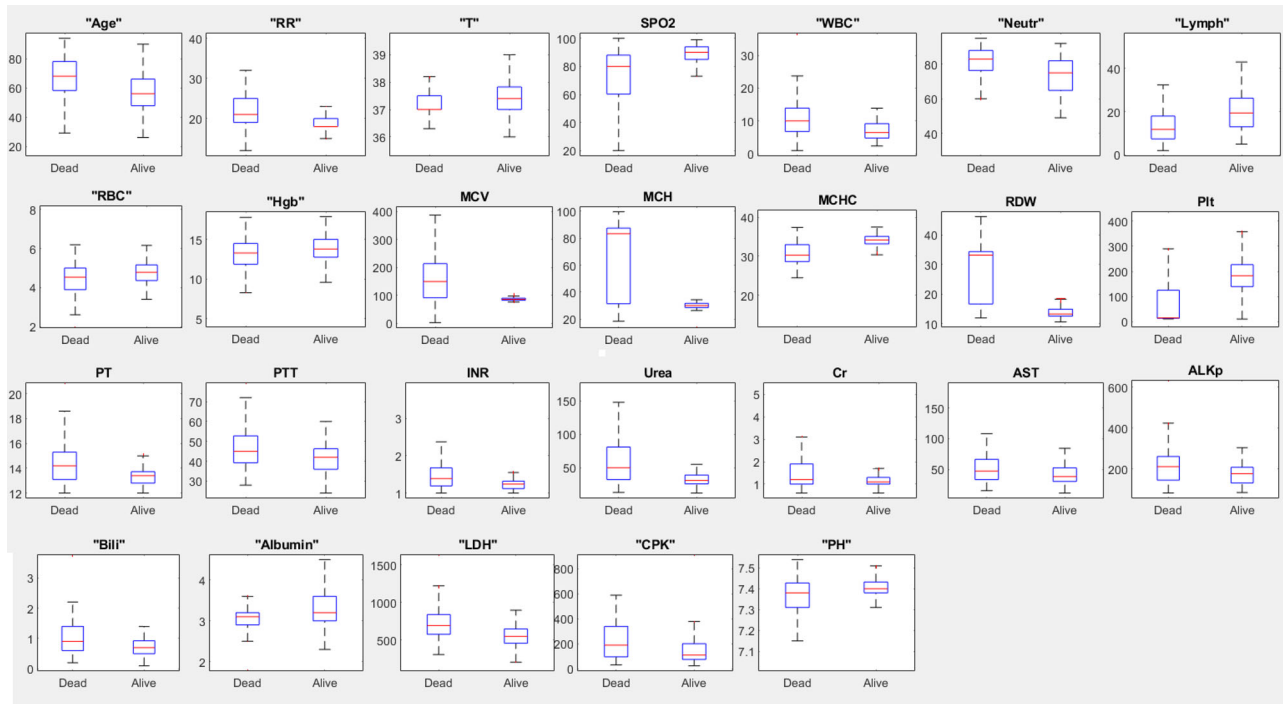 "Age" "RR" "T" SPO2 "WBC" "Neutr" "Lymph"
80 60 40 20 40 30 20 39 38 37 36 100 80 60 40 20 30 20 10 0 80 60 40 40 20 0
Dead Alive Dead Alive Dead Alive Dead Alive Dead Alive Dead Alive Dead Alive
"RBC" "Hgb" MCV MCH MCHC RDW Plt
8 6 4 2 15 10 5 400 300 200 100 0 100 80 60 40 20 40 30 20 40 30 20 10 400 300 200 100 0
Dead Alive Dead Alive Dead Alive Dead Alive Dead Alive Dead Alive Dead Alive
PT PTT INR Urea Cr AST ALKp
20 18 16 14 12 70 60 50 40 30 3 2 1 150 100 50 5 4 3 2 1 150 100 50 600 400 200
Dead Alive Dead Alive Dead Alive Dead Alive Dead Alive Dead Alive Dead Alive
"Bili" "Albumin" "LDH" "CPK" "PH"
3 2 1 0 4 3 2 1500 1000 500 800 600 400 200 0 7.5 7.4 7.3 7.2 7.1
Dead Alive Dead Alive Dead Alive Dead Alive Dead Alive